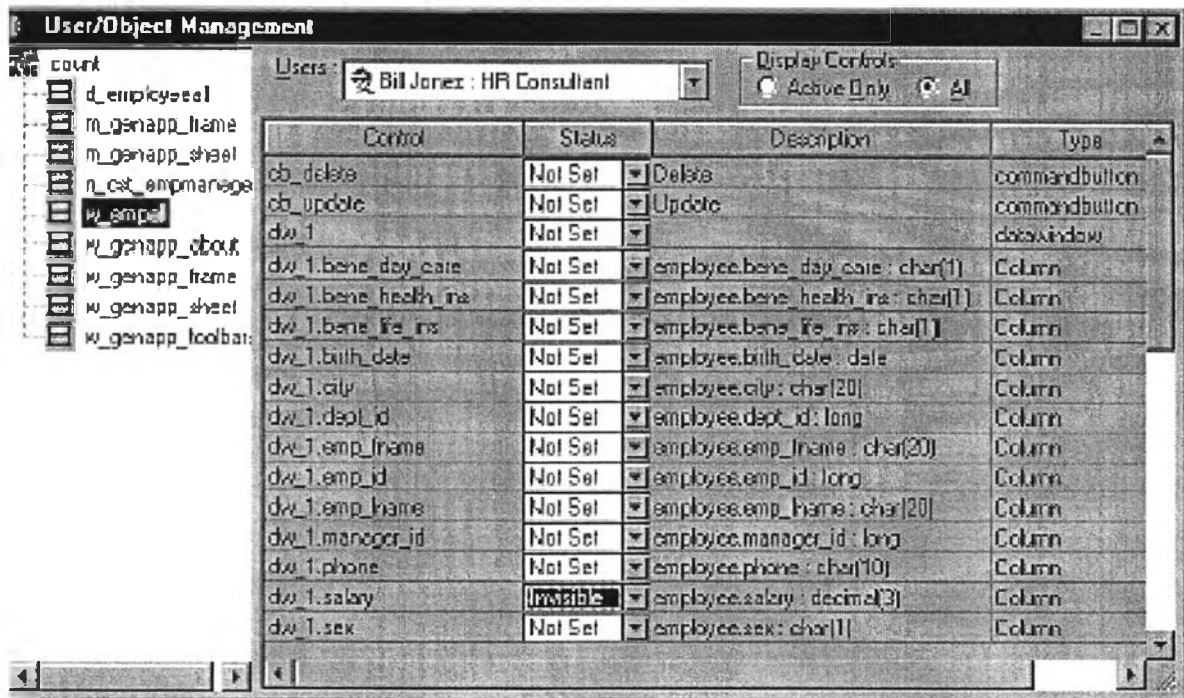 User/Object Management
count
d_employeeal
m_genapp_frame
m_genapp_sheet
n_cst_empmanage
w_genapp_about
w_genapp_frame
w_genapp_sheet
w_genapp_toolbar
Users : Bill Jones : HR Consultant
Display Controls
Active Only All
Control Status Description Type
cb_delete Not Set Delete commandbutton
cb_update Not Set Update commandbutton
dw_1 Not Set datawindow
dw_1.bene_day_care Not Set employee.bene_day_care : char(1) Column
dw_1.bene_health_ins Not Set employee.bene_health_ins : char(1) Column
dw_1.bene_life_ins Not Set employee.bene_life_ins : char(1) Column
dw_1.birth_date Not Set employee.birth_date : date Column
dw_1.city Not Set employee.city : char(20) Column
dw_1.dept_id Not Set employee.dept_id : long Column
dw_1.emp_fname Not Set employee.emp_fname : char(20) Column
dw_1.emp_id Not Set employee.emp_id : long Column
dw_1.emp_lname Not Set employee.emp_lname : char(20) Column
dw_1.manager_id Not Set employee.manager_id : long Column
dw_1.phone Not Set employee.phone : char(10) Column
dw_1.salary Invisible employee.salary : decimal(3) Column
dw_1.sex Not Set employee.sex : char(1) Column